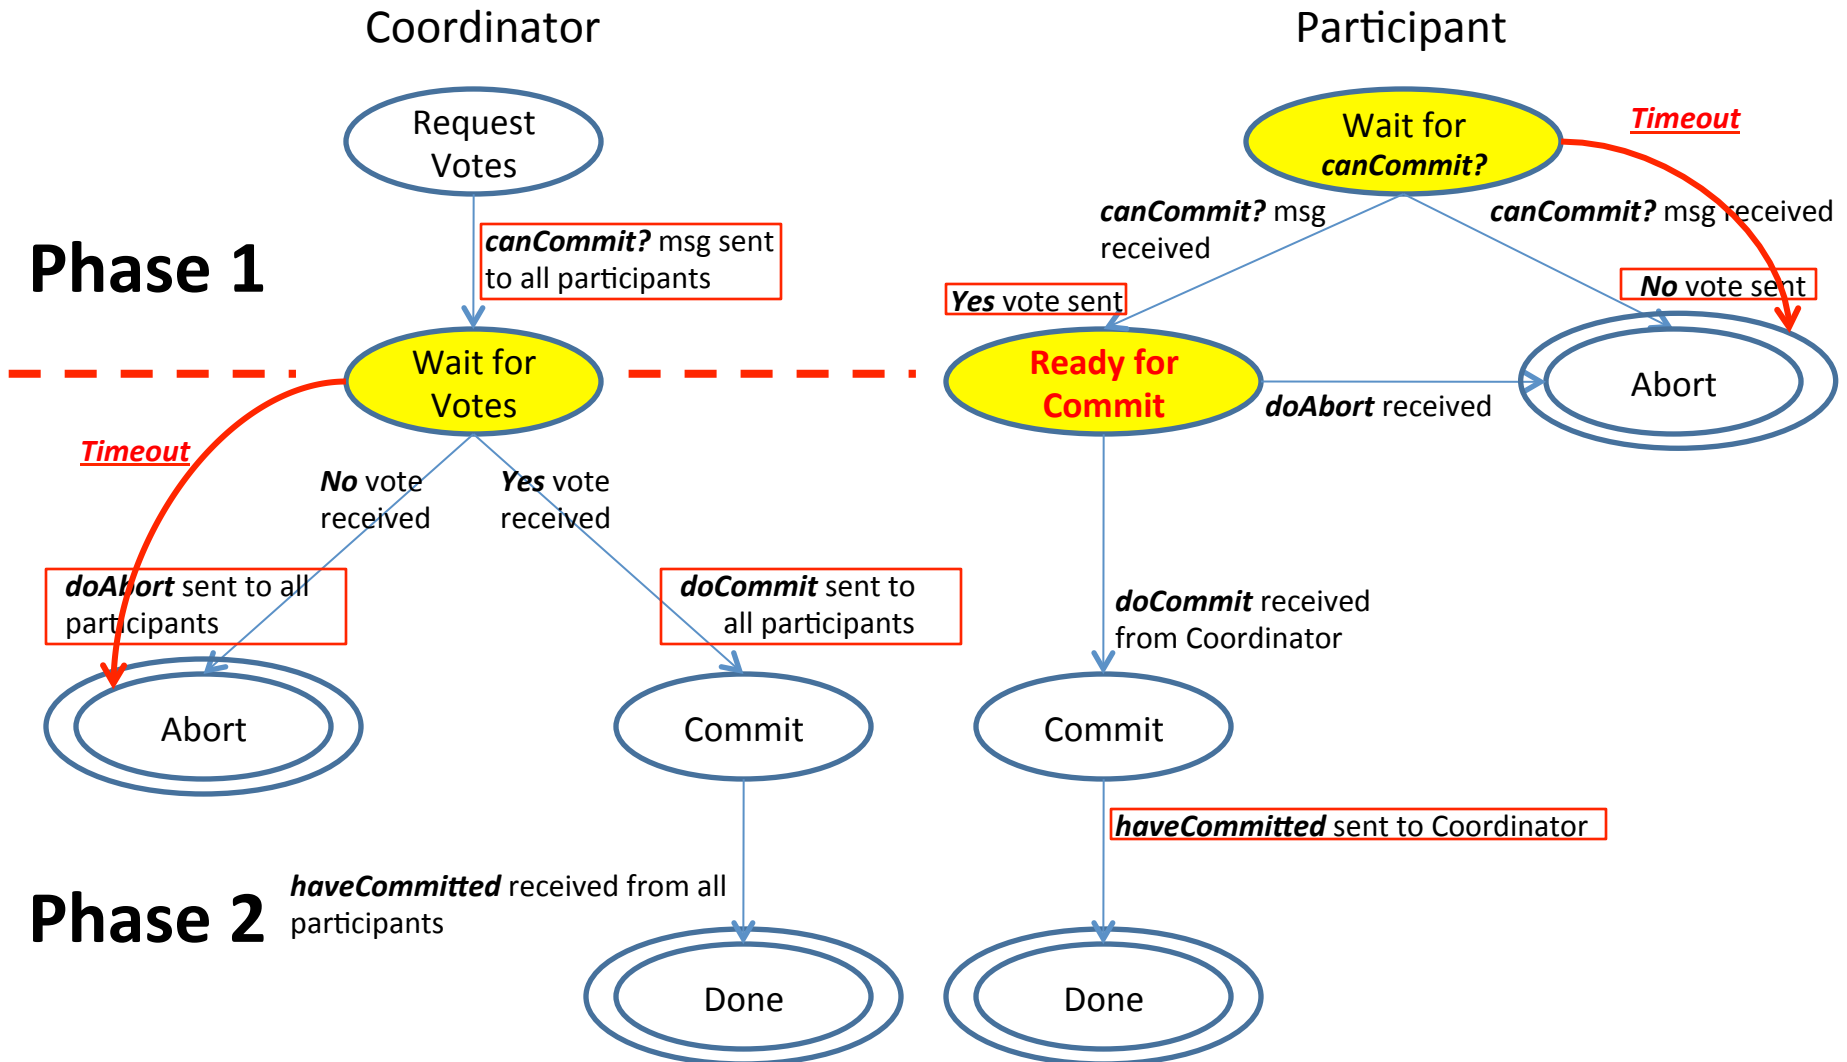 Coordinator
Participant
Request
Votes
Wait for
canCommit?
Timeout
canCommit? msg
received
canCommit? msg received
canCommit? msg sent
to all participants
Phase 1
Yes vote sent
No vote sent
Wait for
Votes
Ready for
Commit
Abort
doAbort received
Timeout
No vote
received
Yes vote
received
doAbort sent to all
participants
doCommit sent to
all participants
doCommit received
from Coordinator
Abort
Commit
Commit
haveCommitted sent to Coordinator
Phase 2
haveCommitted received from all
participants
Done
Done